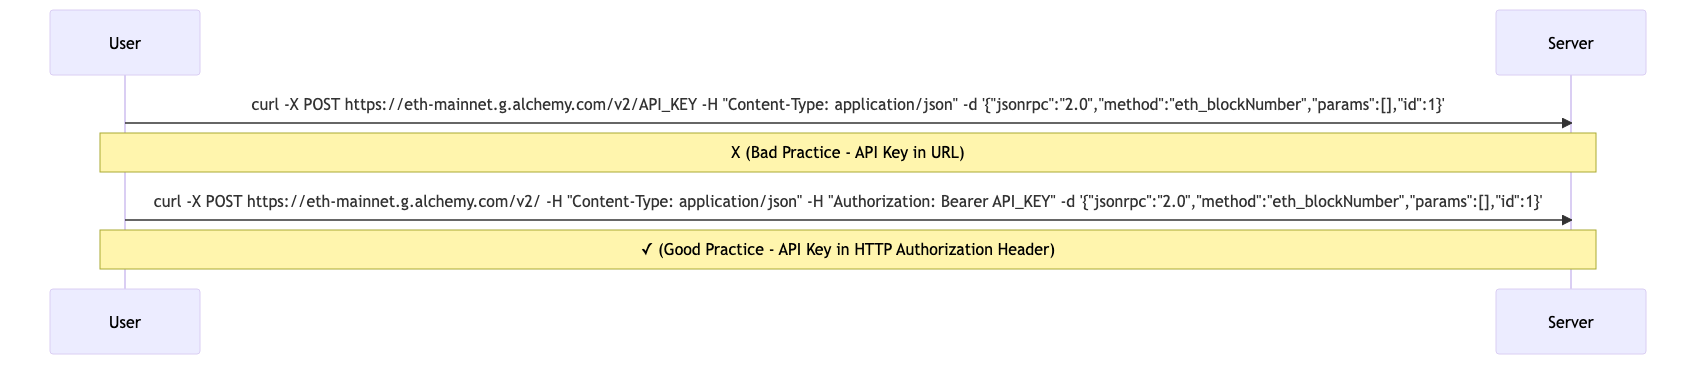 User
Server
curl -X POST https://eth-mainnet.g.alchemy.com/v2/API_KEY -H "Content-Type: application/json" -d '{"jsonrpc":"2.0","method":"eth_blockNumber","params":[],"id":1}'
X (Bad Practice - API Key in URL)
curl -X POST https://eth-mainnet.g.alchemy.com/v2/ -H "Content-Type: application/json" -H "Authorization: Bearer API_KEY" -d '{"jsonrpc":"2.0","method":"eth_blockNumber","params":[],"id":1}'
✓ (Good Practice - API Key in HTTP Authorization Header)
User
Server